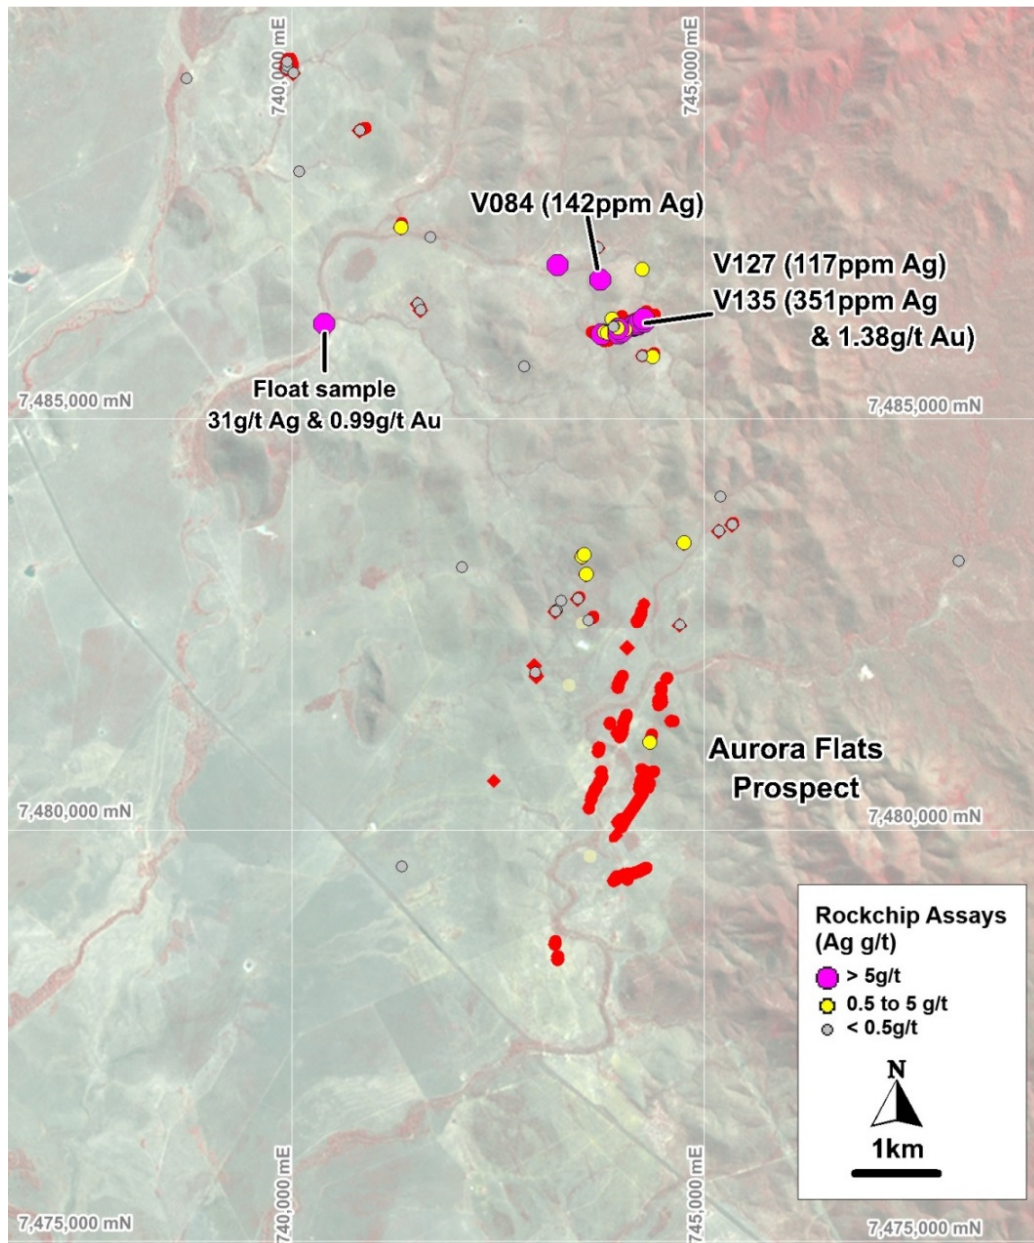 740,000 mE
745,000 mE
V084 (142ppm Ag)
V127 (117ppm Ag)
V135 (351ppm Ag
& 1.38g/t Au)
Float sample
31g/t Ag & 0.99g/t Au
7,485,000 mN
7,485,000 mN
Aurora Flats
Prospect
7,480,000 mN
7,480,000 mN
Rockchip Assays
(Ag g/t)
> 5g/t
0.5 to 5 g/t
< 0.5g/t
N
1km
740,000 mE
745,000 mE
7,475,000 mN
7,475,000 mN